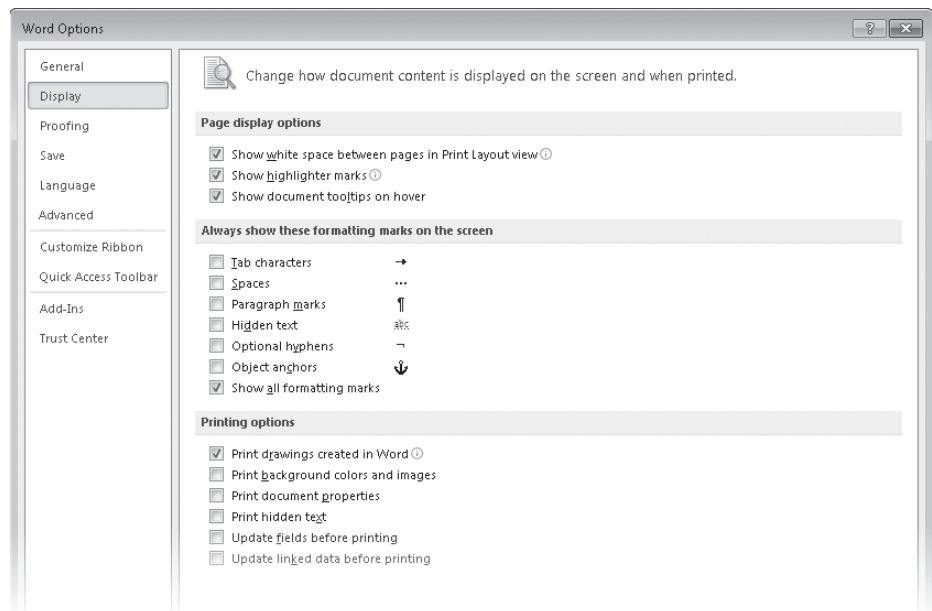 Word Options
General
Display
Proofing
Save
Language
Advanced
Customize Ribbon
Quick Access Toolbar
Add-Ins
Trust Center
Change how document content is displayed on the screen and when printed.
Page display options
Show white space between pages in Print Layout view
Show highlighter marks
Show document tooltips on hover
Always show these formatting marks on the screen
Tab characters →
Spaces ···
Paragraph marks ¶
Hidden text abc
Optional hyphens ¬
Object anchors
Show all formatting marks
Printing options
Print drawings created in Word
Print background colors and images
Print document properties
Print hidden text
Update fields before printing
Update linked data before printing